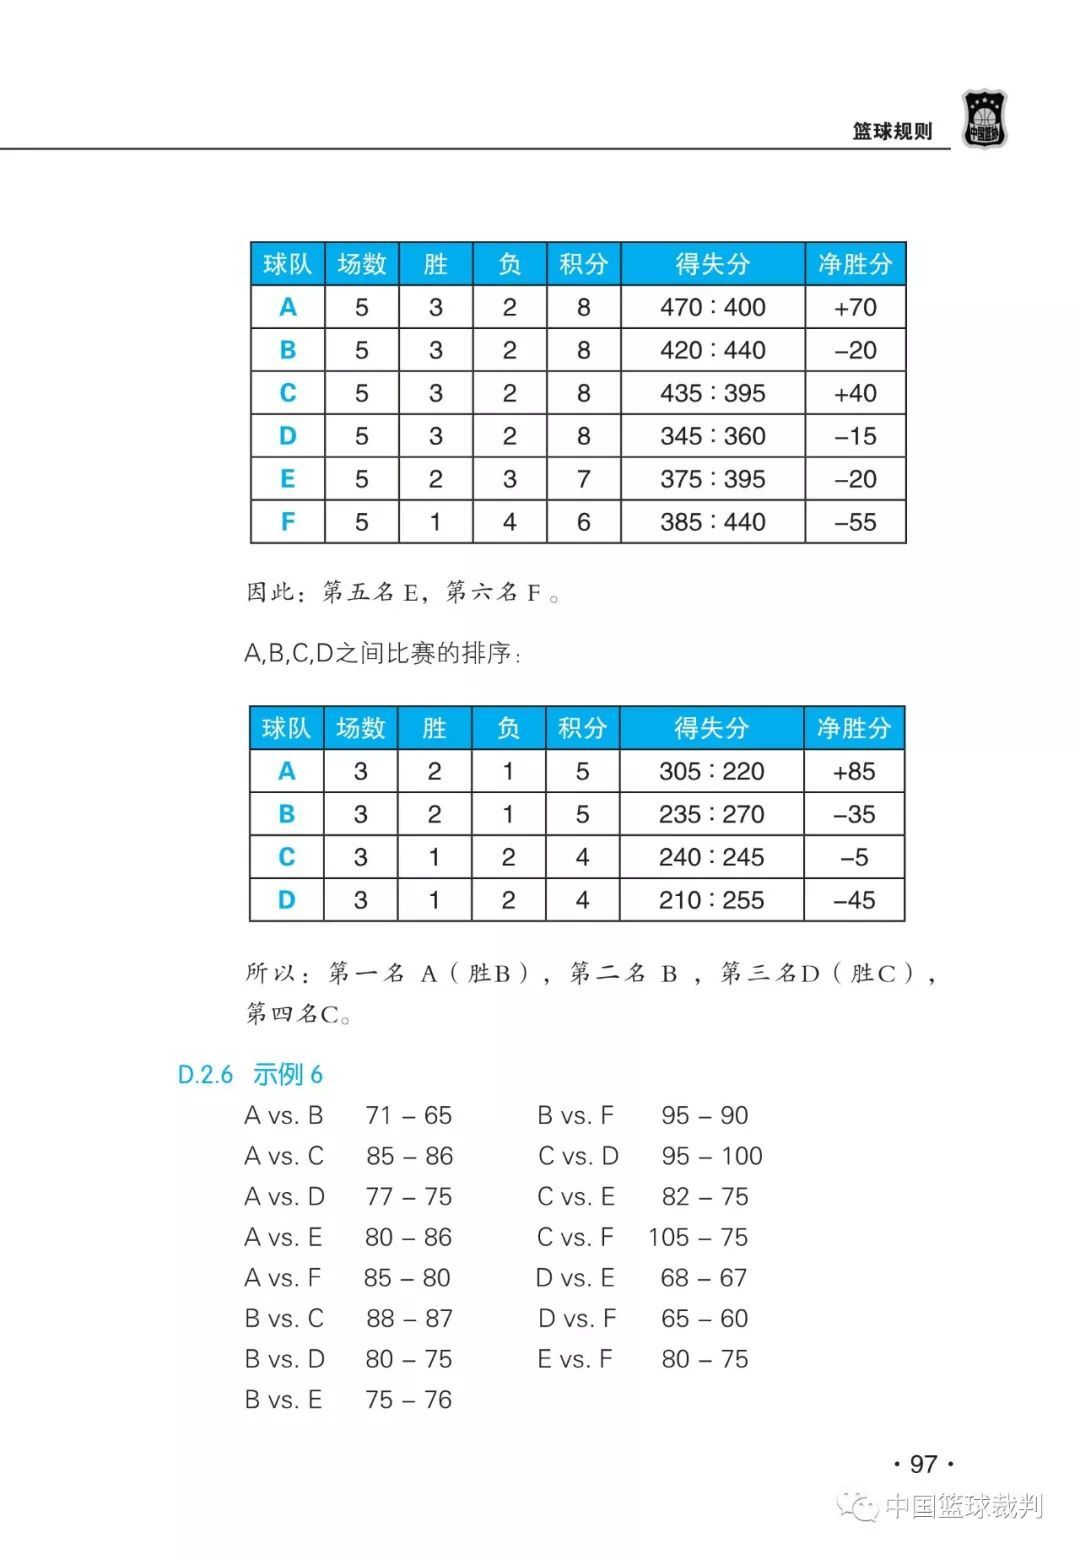 篮球规则
中国篮协
球队 场数 胜 负 积分 得失分 净胜分
A 5 3 2 8 470：400 +70
B 5 3 2 8 420：440 –20
C 5 3 2 8 435：395 +40
D 5 3 2 8 345：360 –15
E 5 2 3 7 375：395 –20
F 5 1 4 6 385：440 –55
因此：第五名 E，第六名 F 。
A,B,C,D之间比赛的排序：
球队 场数 胜 负 积分 得失分 净胜分
A 3 2 1 5 305：220 +85
B 3 2 1 5 235：270 –35
C 3 1 2 4 240：245 –5
D 3 1 2 4 210：255 –45
所以：第一名 A（胜B），第二名 B ，第三名D（胜C），
第四名C。
D.2.6 示例 6
A vs. B 71 – 65 B vs. F 95 – 90
A vs. C 85 – 86 C vs. D 95 – 100
A vs. D 77 – 75 C vs. E 82 – 75
A vs. E 80 – 86 C vs. F 105 – 75
A vs. F 85 – 80 D vs. E 68 – 67
B vs. C 88 – 87 D vs. F 65 – 60
B vs. D 80 – 75 E vs. F 80 – 75
B vs. E 75 – 76
· 97 ·
中国篮球裁判